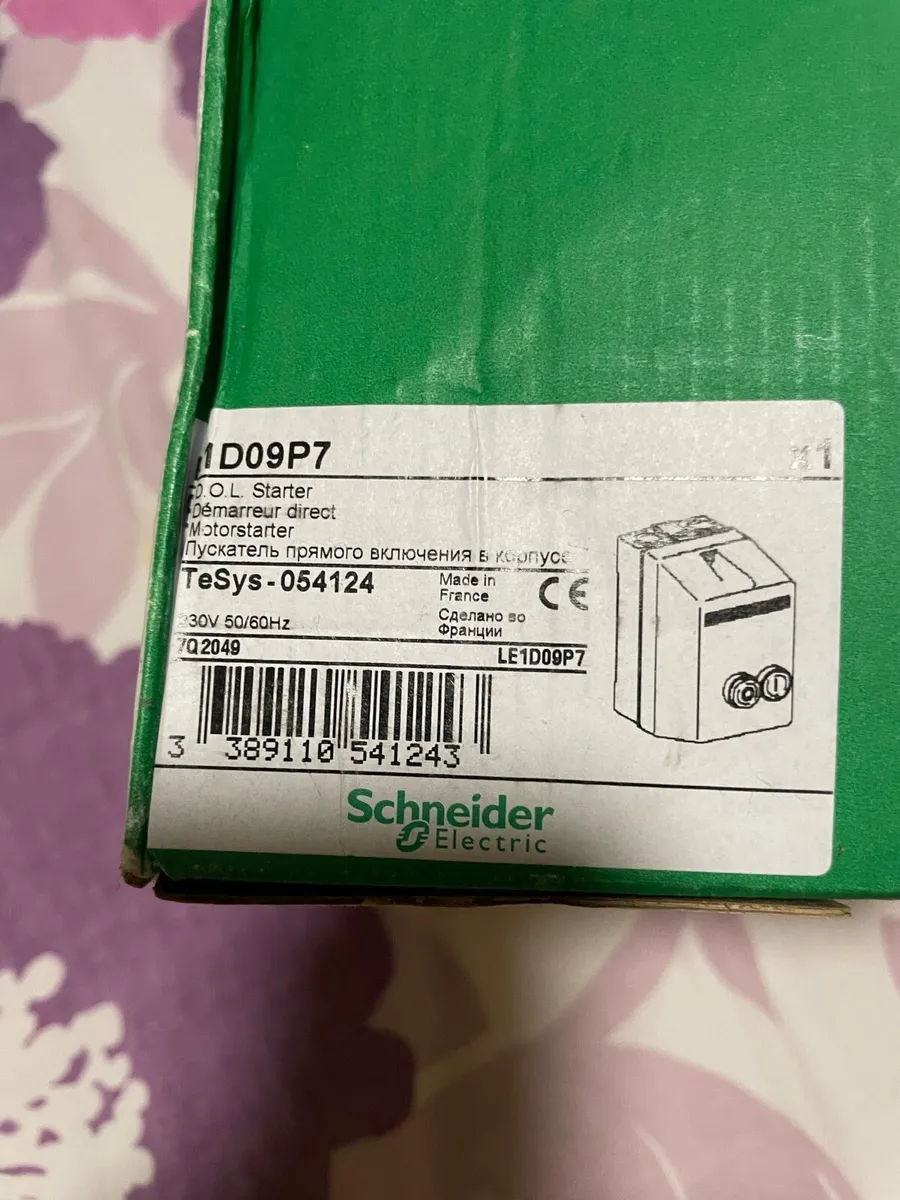 1D09P7
x1
D.O.L. Starter
Démarreur direct
Motorstarter
Пускатель прямого включения в корпусе
TeSys-054124
Made in
France
CE
Сделано во
Франции
230V 50/60Hz
7Q2049
LE1D09P7
3 389110 541243
Schneider
Electric